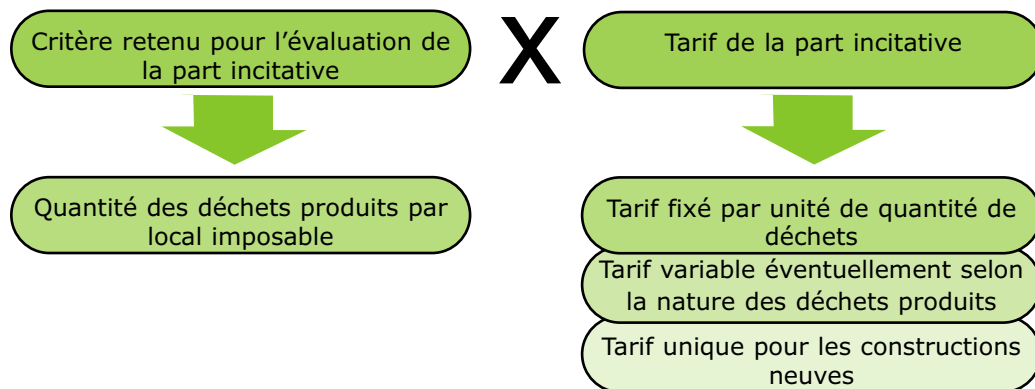 Critère retenu pour l'évaluation de
la part incitative
X
Tarif de la part incitative
Quantité des déchets produits par
local imposable
Tarif fixé par unité de quantité de
déchets
Tarif variable éventuellement selon
la nature des déchets produits
Tarif unique pour les constructions
neuves